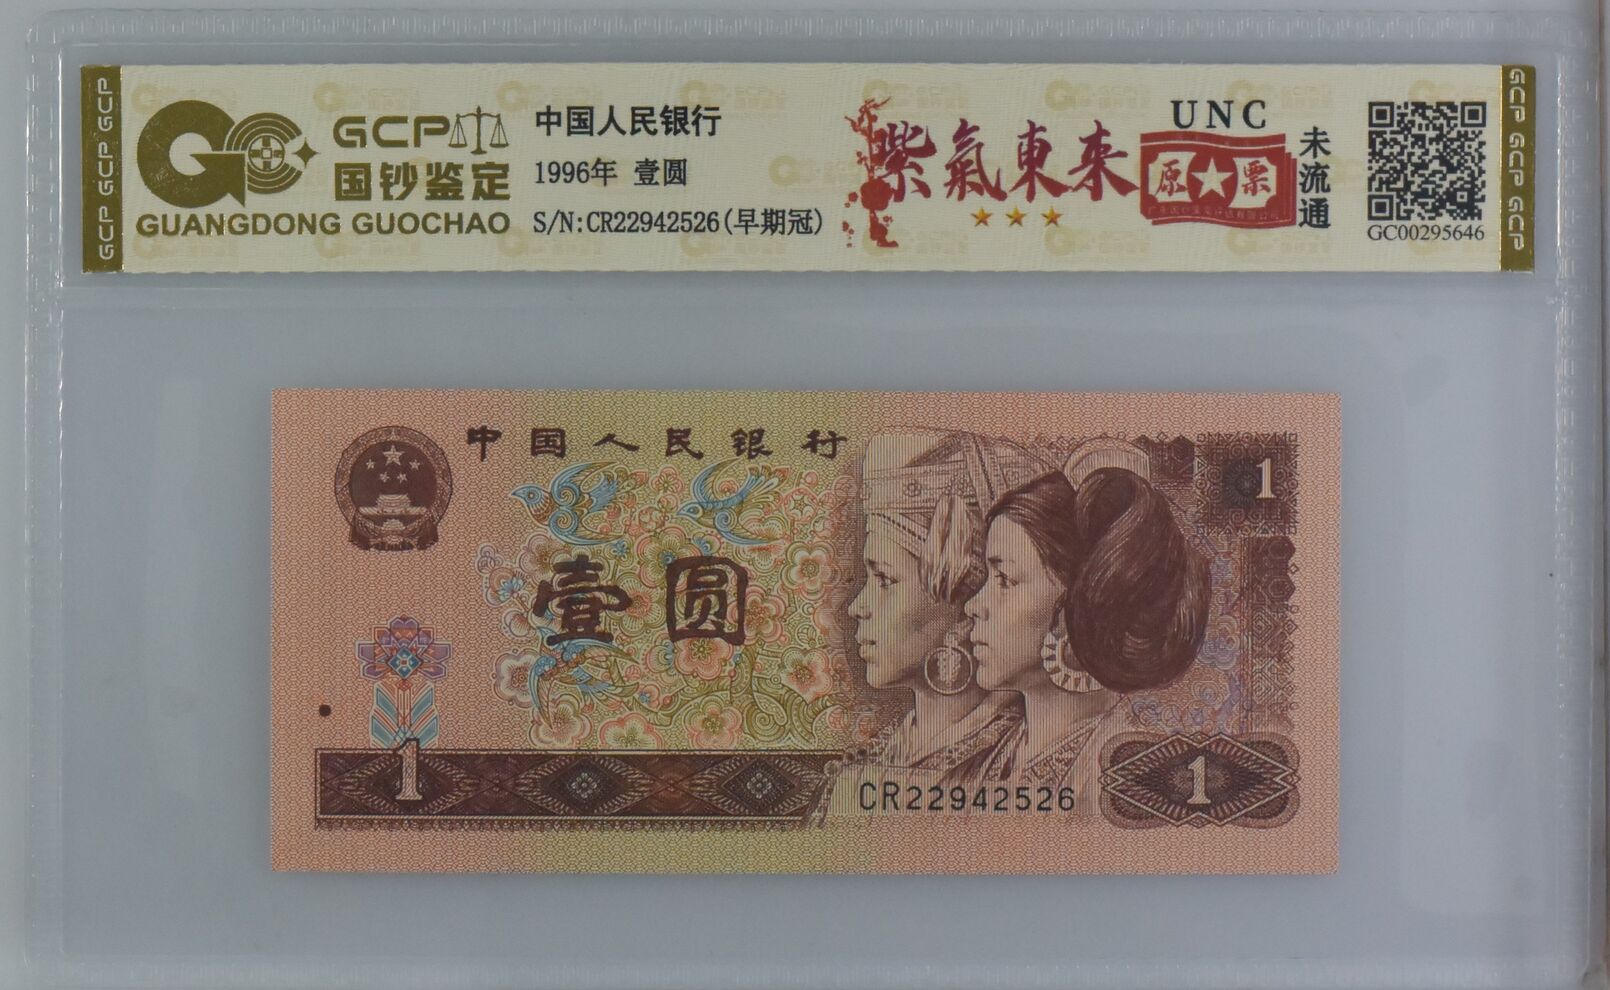 GCP GCP GCP
GCP
国钞鉴定
GUANGDONG GUOCHAO
中国人民银行
1996年 壹圆
S/N:CR22942526(早期冠)
紫氣東来
UNC
原票
未流通
GC00295646
GCP GCP GCP
中国人民银行
1
壹圆
1
CR22942526
1